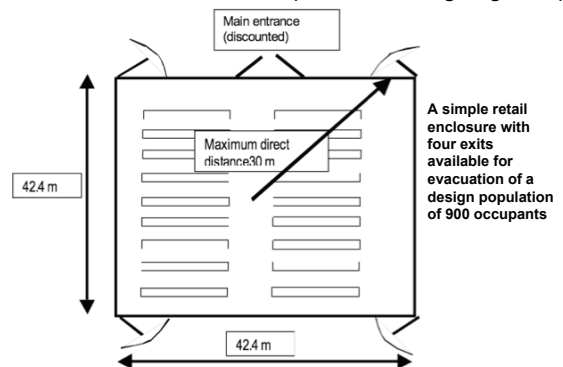 Main entrance
(discounted)
A simple retail
enclosure with
four exits
available for
evacuation of a
design population
of 900 occupants
Maximum direct
distance30 m
42.4 m
42.4 m